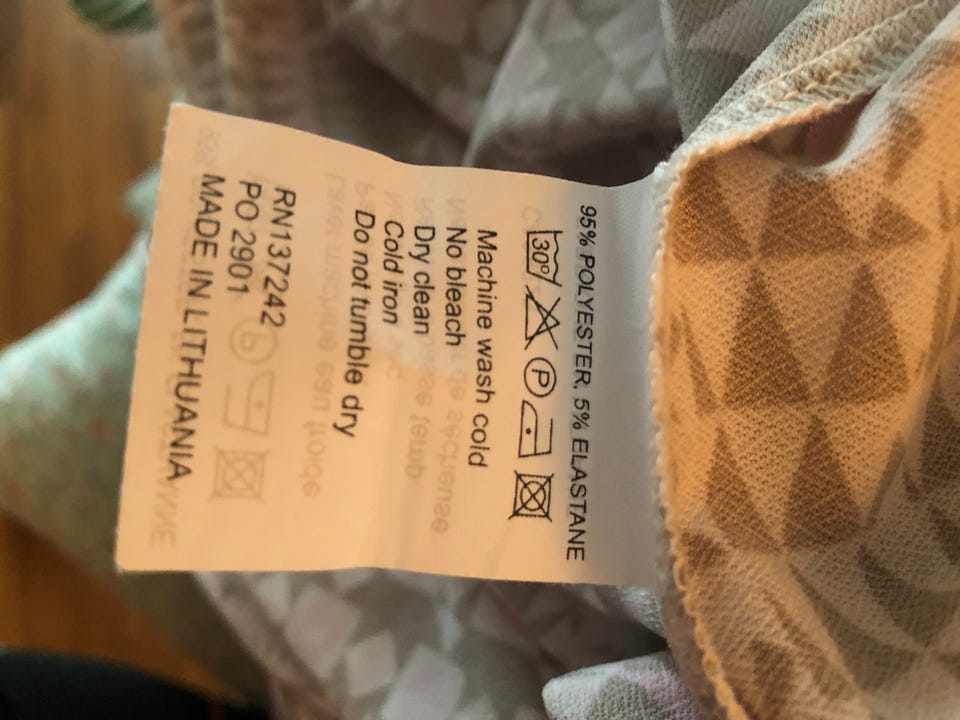 95% POLYESTER, 5% ELASTANE
30°
P
Machine wash cold
No bleach
Dry clean
Cold iron
Do not tumble dry
RN137242
PO 2901
MADE IN LITHUANIA